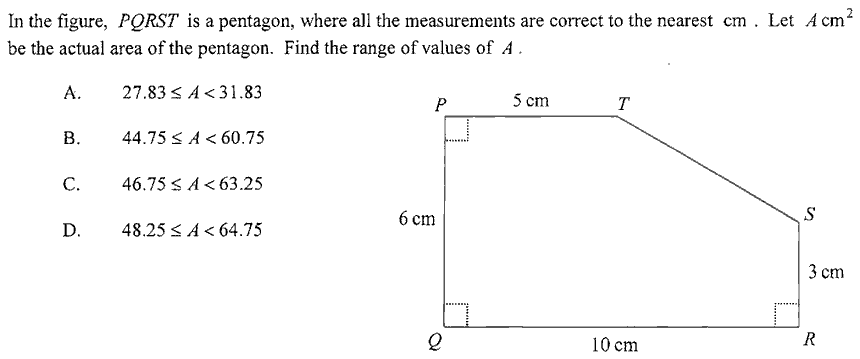 In the figure, PQRST is a pentagon, where all the measurements are correct to the nearest cm . Let A cm²
be the actual area of the pentagon. Find the range of values of A .
A. 27.83 ≤ A < 31.83
B. 44.75 ≤ A < 60.75
C. 46.75 ≤ A < 63.25
D. 48.25 ≤ A < 64.75
P 5 cm T
6 cm
S
3 cm
Q 10 cm R